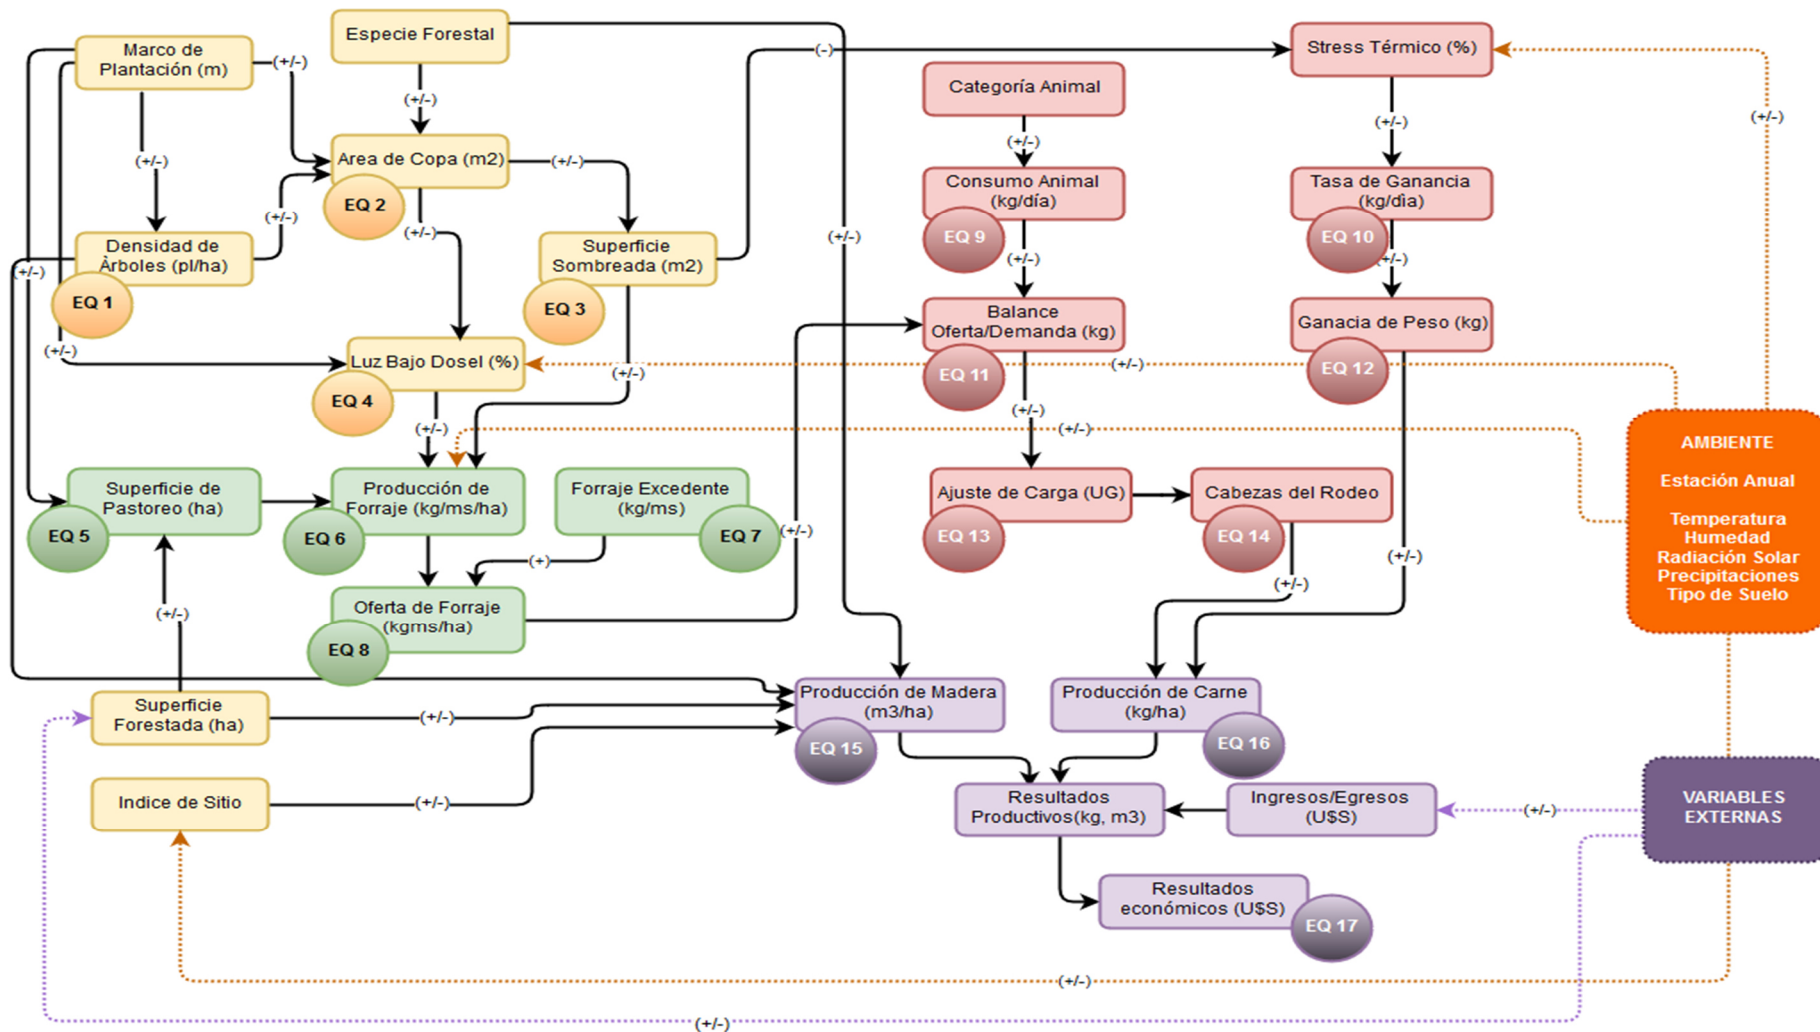 Marco de
Plantación (m)
Especie Forestal
Stress Térmico (%)
(+/-)
(-)
Categoría Animal
(+/-)
(+/-)
(+/-)
(+/-)
(+/-)
Area de Copa (m2)
(+/-)
Consumo Animal
(kg/día)
Tasa de Ganancia
(kg/dìa)
EQ 2
(+/-)
(+/-)
(+/-)
EQ 9
EQ 10
Densidad de
Àrboles (pl/ha)
Superficie
Sombreada (m2)
(+/-)
(+/-)
(+/-)
EQ 1
EQ 3
Balance
Oferta/Demanda (kg)
Ganacia de Peso (kg)
(+/-)
Luz Bajo Dosel (%)
(+/-)
(+/-)
EQ 11
EQ 12
EQ 4
(+/-)
(+/-)
(+/-)
AMBIENTE
Estación Anual
Temperatura
Humedad
Radiación Solar
Precipitaciones
Tipo de Suelo
Superficie de
Pastoreo (ha)
Producción de
Forraje (kg/ms/ha)
Forraje Excedente
(kg/ms)
Ajuste de Carga (UG)
Cabezas del Rodeo
EQ 5
EQ 6
EQ 7
(+/-)
EQ 13
EQ 14
(+)
(+/-)
(+/-)
(+/-)
Oferta de Forraje
(kgms/ha)
EQ 8
Superficie
Forestada (ha)
(+/-)
Producción de Madera
(m3/ha)
Producción de Carne
(kg/ha)
EQ 15
EQ 16
Indice de Sitio
(+/-)
Resultados
Productivos(kg, m3)
Ingresos/Egresos
(U$S)
(+/-)
VARIABLES
EXTERNAS
Resultados
económicos (U$S)
EQ 17
(+/-)
(+/-)